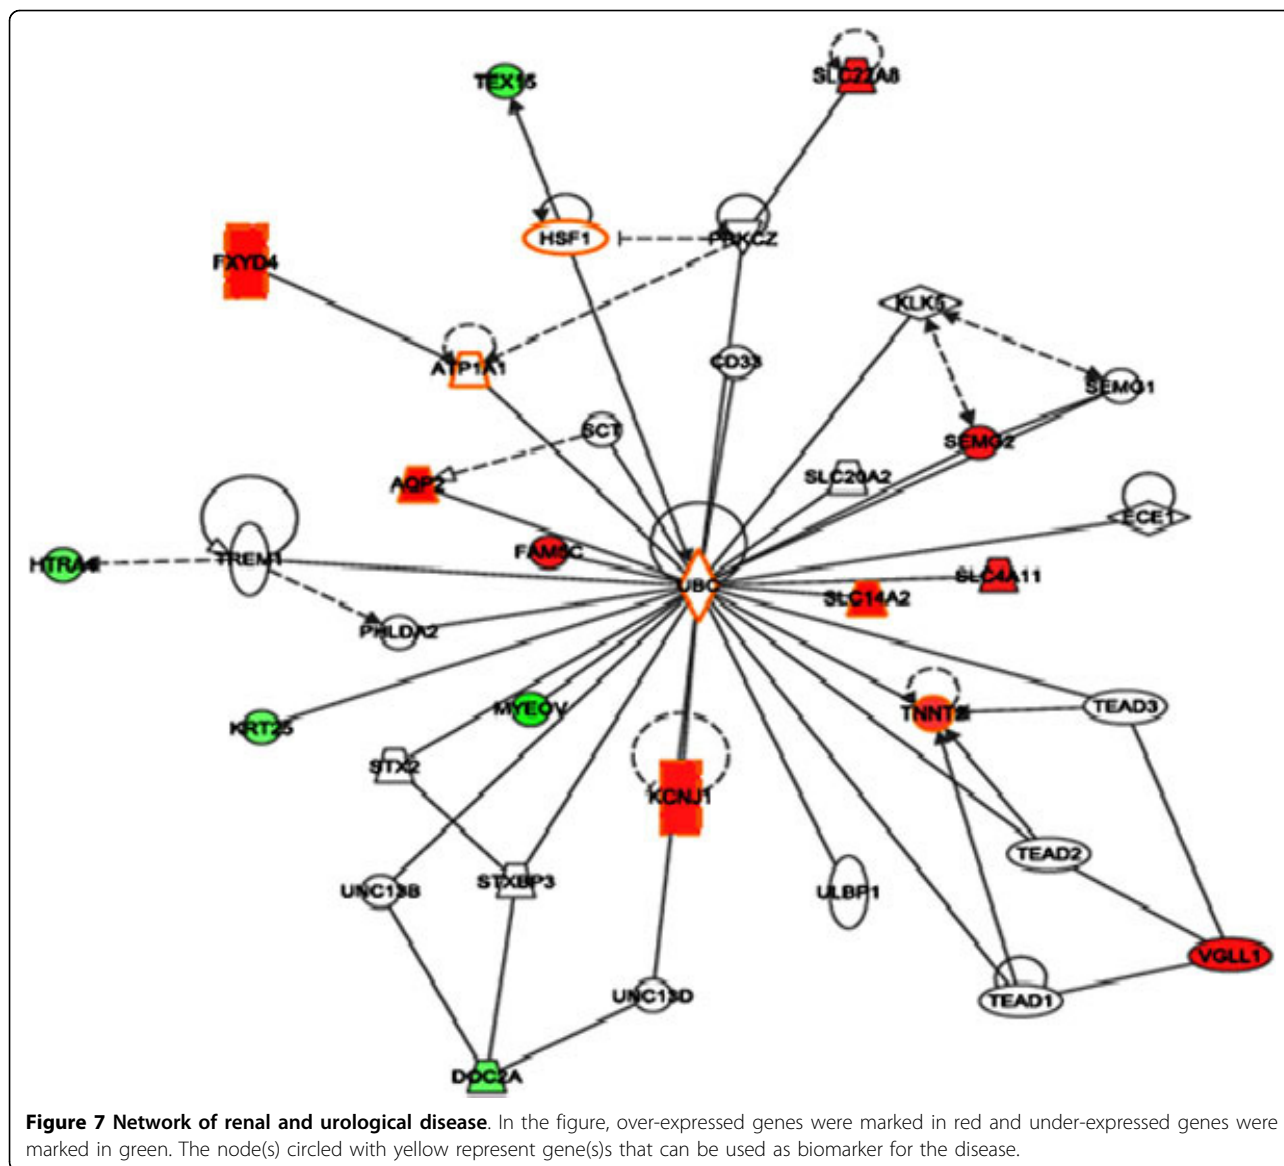 TEX15
SLC22A8
HSF1
PRKCZ
FXYD4
KLK5
ATP1A1
CD33
SEMG1
SCT
SEMG2
SLC20A2
AQP2
ECE1
FAM5C
TREM1
UBC
SLC4A11
SLC14A2
PHLDA2
MYEOV
TEAD3
KRT25
STX2
KCNJ1
TEAD2
UNC13B
STXBP3
ULBP1
VGLL1
UNC13D
TEAD1
DOC2A
Figure 7 Network of renal and urological disease. In the figure, over-expressed genes were marked in red and under-expressed genes were
marked in green. The node(s) circled with yellow represent gene(s)s that can be used as biomarker for the disease.